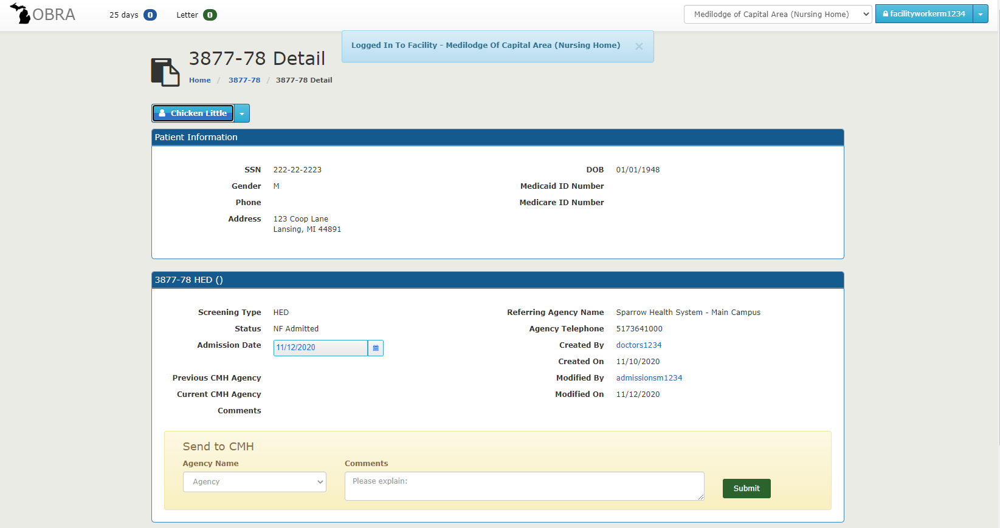 OBRA
25 days 0 Letter 0
Medilodge of Capital Area (Nursing Home) facilityworkerm1234
Logged In To Facility - Medilodge Of Capital Area (Nursing Home) ×
3877-78 Detail
Home / 3877-78 / 3877-78 Detail
Chicken Little
Patient Information
SSN 222-22-2223 DOB 01/01/1948
Gender M Medicaid ID Number
Phone Medicare ID Number
Address 123 Coop Lane
Lansing, MI 44891
3877-78 HED ()
Screening Type HED Referring Agency Name Sparrow Health System - Main Campus
Status NF Admitted Agency Telephone 5173641000
Admission Date 11/12/2020 Created By doctors1234
Created On 11/10/2020
Previous CMH Agency Modified By admissionsm1234
Current CMH Agency Modified On 11/12/2020
Comments
Send to CMH
Agency Name Comments
Agency Please explain:
Submit